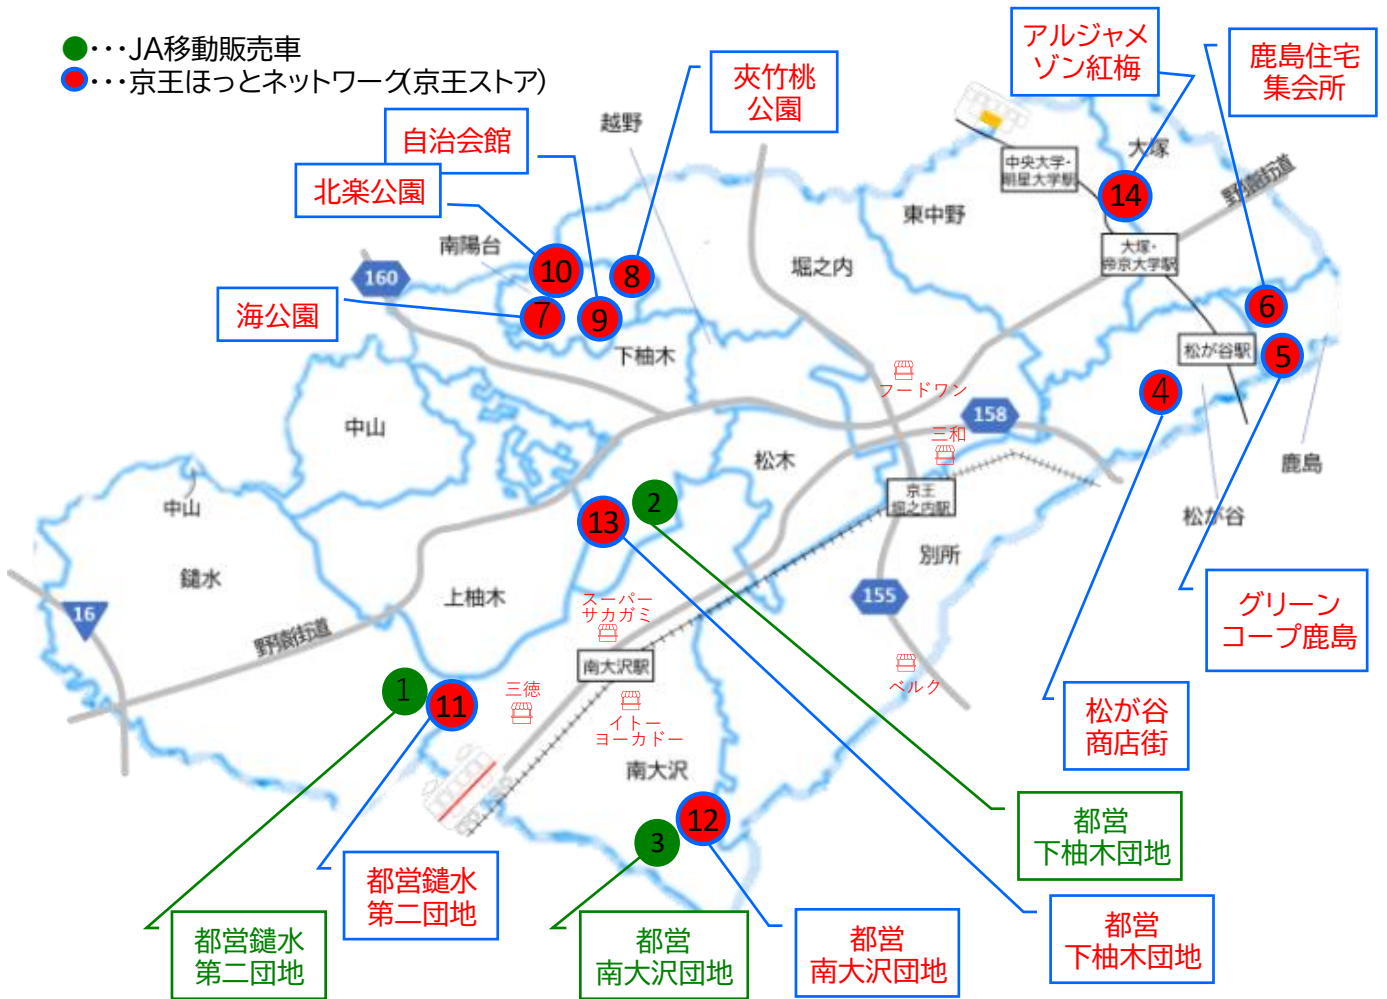 ●･･･JA移動販売車
●･･･京王ほっとネットワーク(京王ストア)
アルジャメ
ゾン紅梅
鹿島住宅
集会所
夾竹桃
公園
自治会館
北楽公園
海公園
越野
南陽台
160
10
8
7
9
下柚木
堀之内
東中野
中央大学・
明星大学駅
大塚
14
野猿街道
大塚・
帝京大学駅
6
松が谷駅
5
4
フードワン
158
三和
中山
松木
鹿島
中山
2
13
京王
堀之内駅
松が谷
別所
鑓水
上柚木
16
155
スーパー
サカガミ
野猿街道
グリーン
コープ鹿島
南大沢駅
ベルク
1
11
三徳
イトー
ヨーカドー
松が谷
商店街
南大沢
12
3
都営
下柚木団地
都営鑓水
第二団地
都営鑓水
第二団地
都営
南大沢団地
都営
南大沢団地
都営
下柚木団地